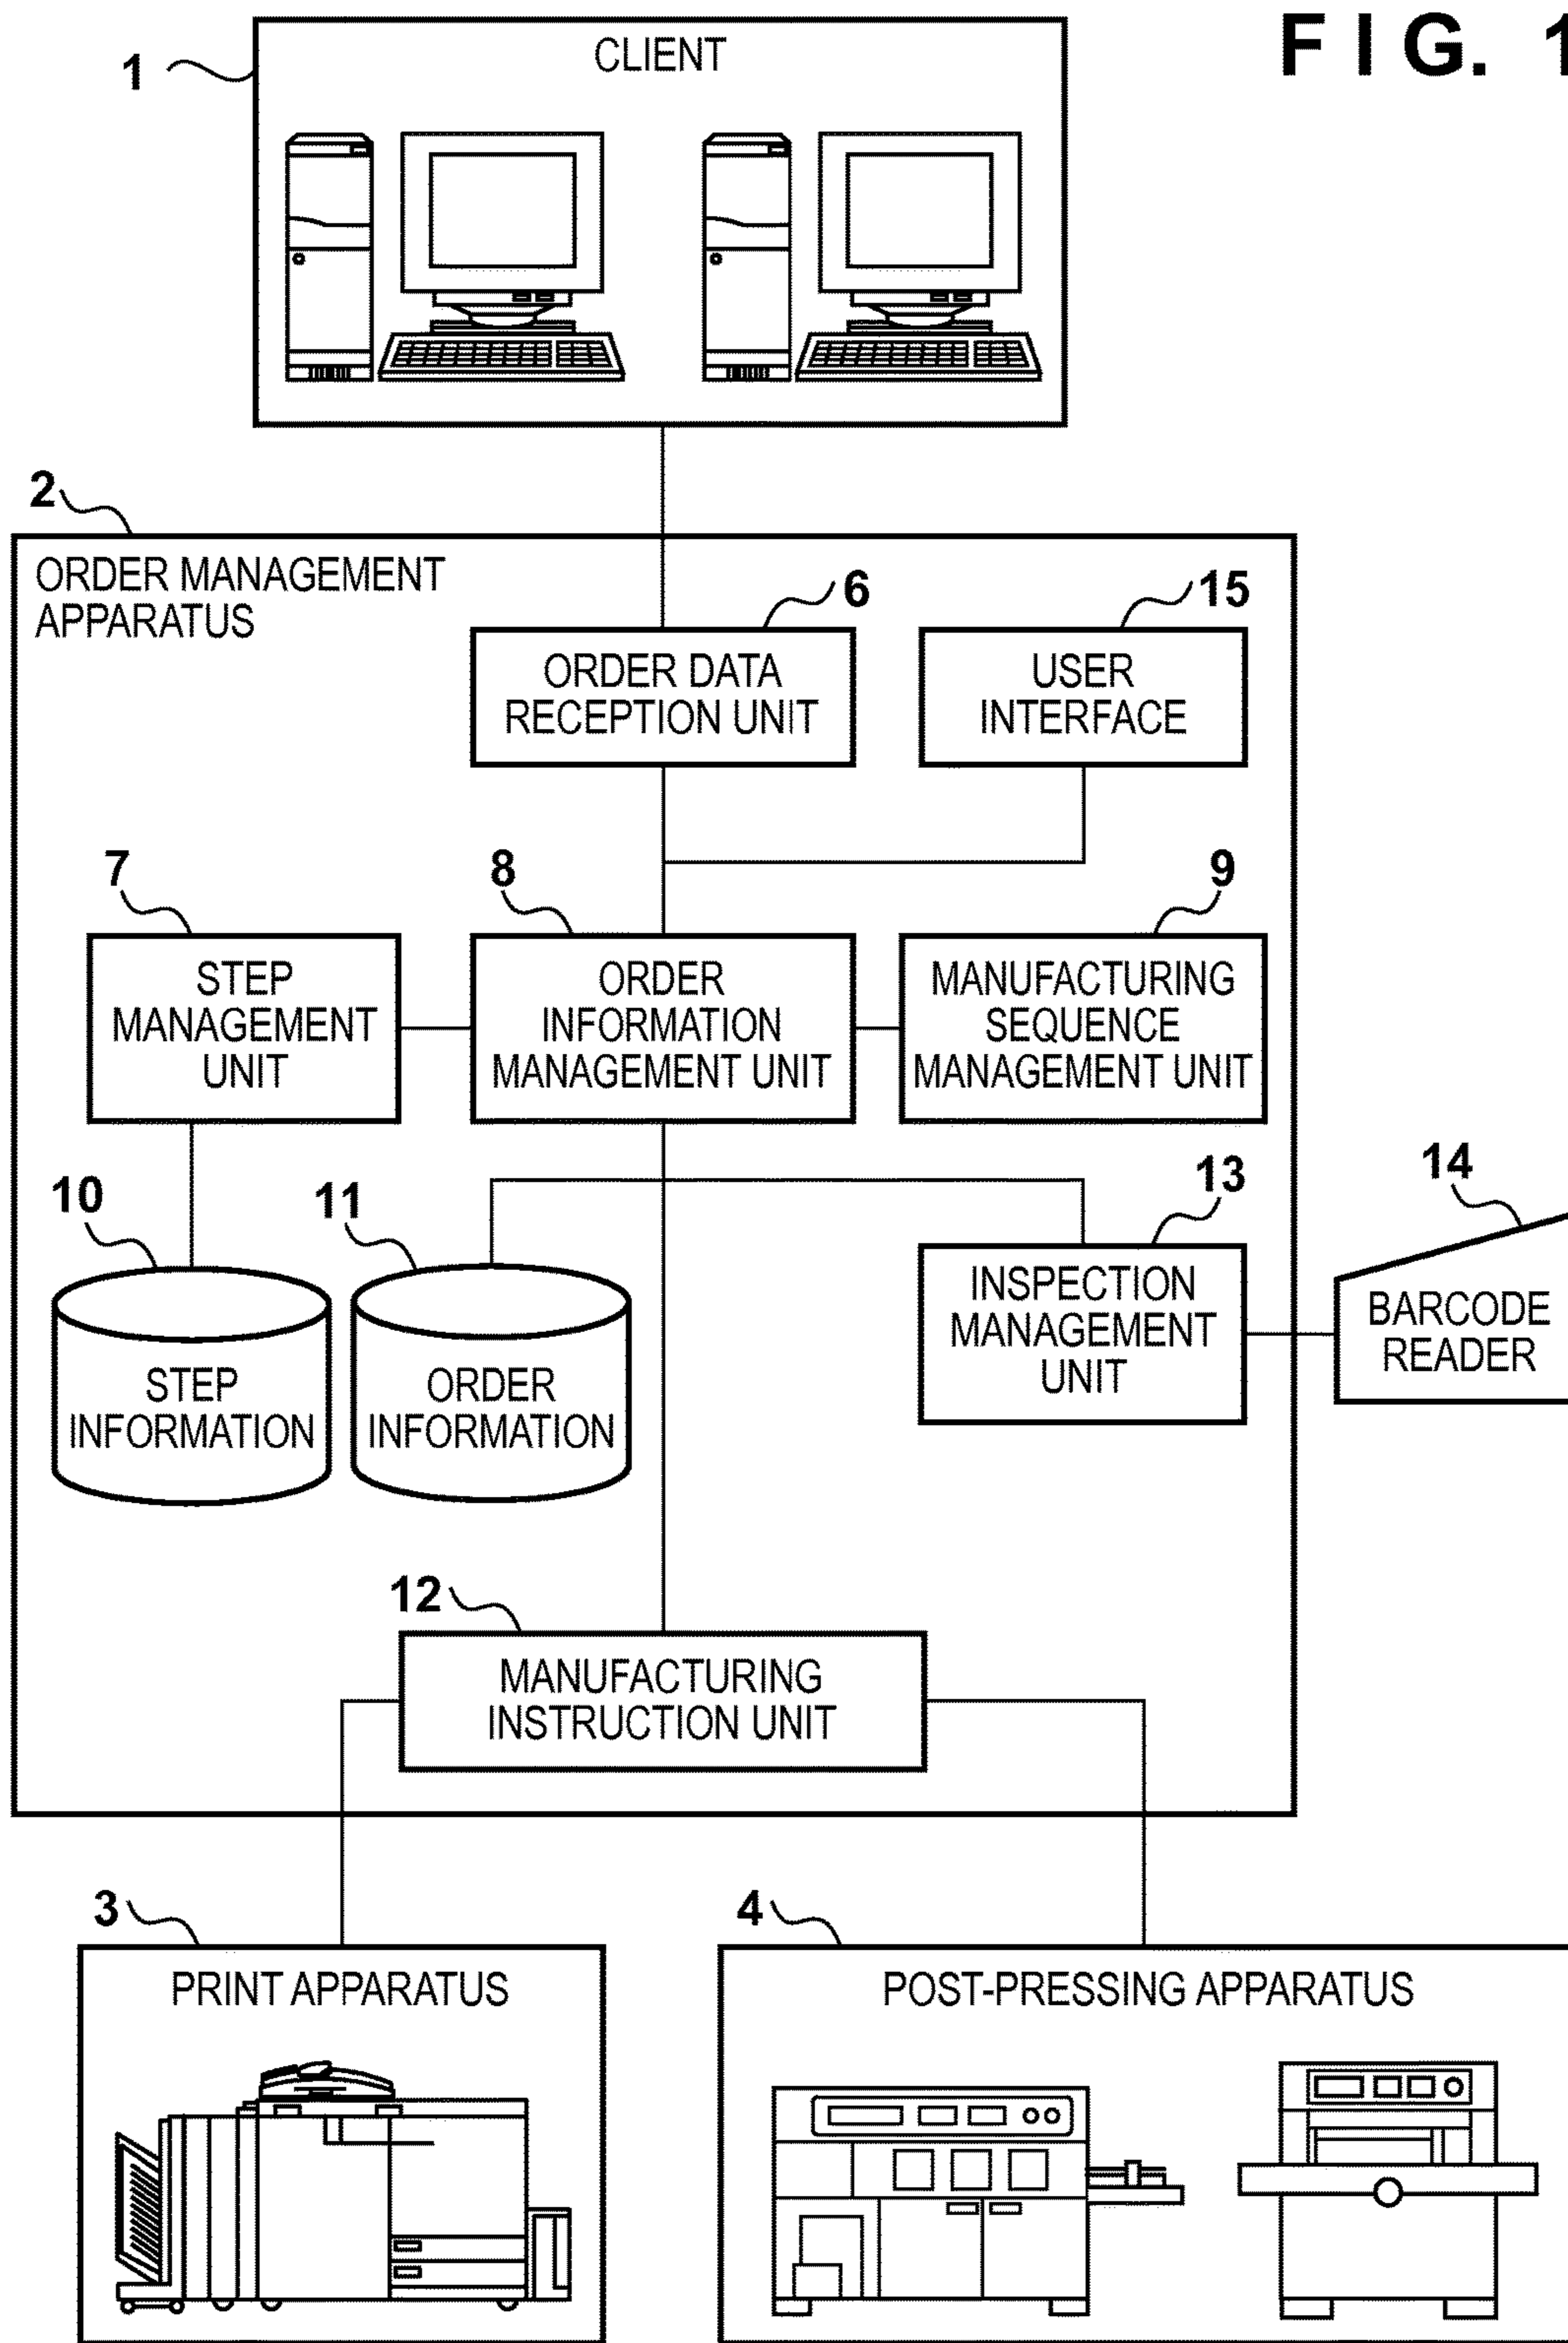 FIG. 1
1
CLIENT
2
ORDER MANAGEMENT
APPARATUS
6
15
ORDER DATA
RECEPTION UNIT
USER
INTERFACE
7
8
9
STEP
MANAGEMENT
UNIT
ORDER
INFORMATION
MANAGEMENT UNIT
MANUFACTURING
SEQUENCE
MANAGEMENT UNIT
10
11
13
14
STEP
INFORMATION
ORDER
INFORMATION
INSPECTION
MANAGEMENT
UNIT
BARCODE
READER
12
MANUFACTURING
INSTRUCTION UNIT
3
4
PRINT APPARATUS
POST-PRESSING APPARATUS